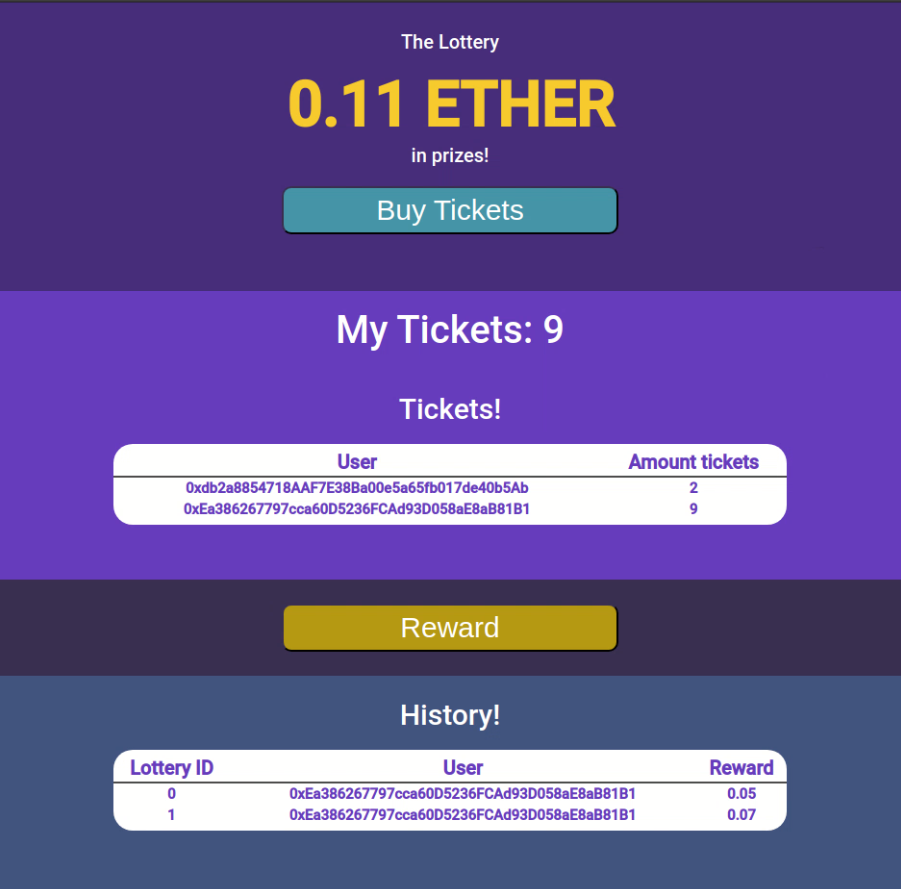 The Lottery
0.11 ETHER
in prizes!
Buy Tickets
My Tickets: 9
Tickets!
User Amount tickets
0xdb2a8854718AAF7E38Ba00e5a65fb017de40b5Ab 2
0xEa386267797cca60D5236FCAd93D058aE8aB81B1 9
Reward
History!
Lottery ID User Reward
0 0xEa386267797cca60D5236FCAd93D058aE8aB81B1 0.05
1 0xEa386267797cca60D5236FCAd93D058aE8aB81B1 0.07